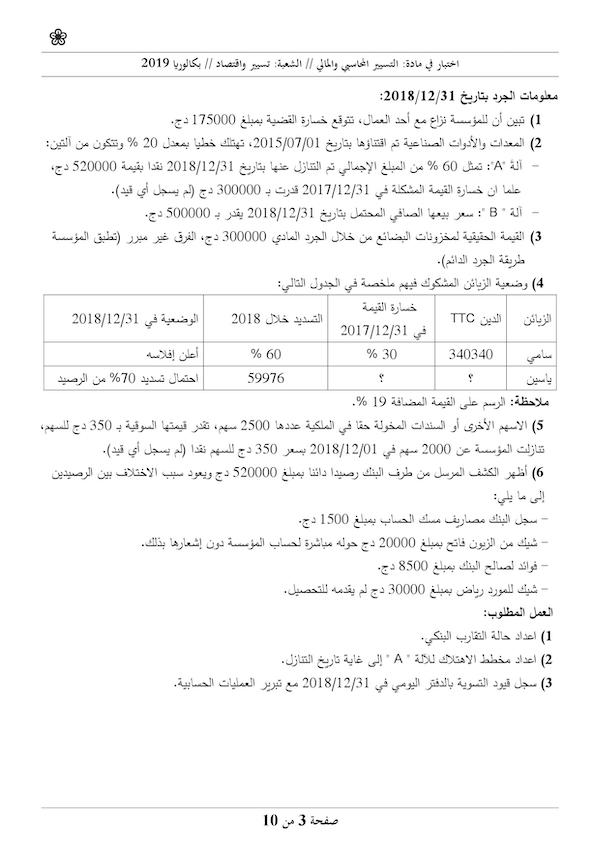 اختبار في مادة: التسيير المحاسبي والمالي // الشعبة: تسيير واقتصاد // بكالوريا 2019
معلومات الجرد بتاريخ 2018/12/31:
1) تبين أن للمؤسسة نزاع مع أحد العمال، تتوقع خسارة القضية بمبلغ 175000 دج.
2) المعدات والأدوات الصناعية تم اقتناؤها بتاريخ 2015/07/01، تهتلك خطيا بمعدل 20 % وتتكون من آلتين:
– آلة "A": تمثل 60 % من المبلغ الإجمالي تم التنازل عنها بتاريخ 2018/12/31 نقدا بقيمة 520000 دج،
علما ان خسارة القيمة المشكلة في 2017/12/31 قدرت بـ 300000 دج (لم يسجل أي قيد).
– آلة " B ": سعر بيعها الصافي المحتمل بتاريخ 2018/12/31 يقدر بـ 500000 دج.
3) القيمة الحقيقية لمخزونات البضائع من خلال الجرد المادي 300000 دج، الفرق غير مبرر (تطبق المؤسسة
طريقة الجرد الدائم).
4) وضعية الزبائن المشكوك فيهم ملخصة في الجدول التالي:
الزبائن | الدين TTC | خسارة القيمة في 2017/12/31 | التسديد خلال 2018 | الوضعية في 2018/12/31
سامي | 340340 | 30 % | 60 % | أعلن إفلاسه
ياسين | ؟ | ؟ | 59976 | احتمال تسديد 70% من الرصيد
ملاحظة: الرسم على القيمة المضافة 19 %.
5) الاسهم الأخرى أو السندات المخولة حقا في الملكية عددها 2500 سهم، تقدر قيمتها السوقية بـ 350 دج للسهم،
تنازلت المؤسسة عن 2000 سهم في 2018/12/01 بسعر 350 دج للسهم نقدا (لم يسجل أي قيد).
6) أظهر الكشف المرسل من طرف البنك رصيدا دائنا بمبلغ 520000 دج ويعود سبب الاختلاف بين الرصيدين
إلى ما يلي:
– سجل البنك مصاريف مسك الحساب بمبلغ 1500 دج.
– شيك من الزبون فاتح بمبلغ 20000 دج حوله مباشرة لحساب المؤسسة دون إشعارها بذلك.
– فوائد لصالح البنك بمبلغ 8500 دج.
– شيك للمورد رياض بمبلغ 30000 دج لم يقدمه للتحصيل.
العمل المطلوب:
1) اعداد حالة التقارب البنكي.
2) اعداد مخطط الاهتلاك للآلة " A " إلى غاية تاريخ التنازل.
3) سجل قيود التسوية بالدفتر اليومي في 2018/12/31 مع تبرير العمليات الحسابية.
صفحة 3 من 10